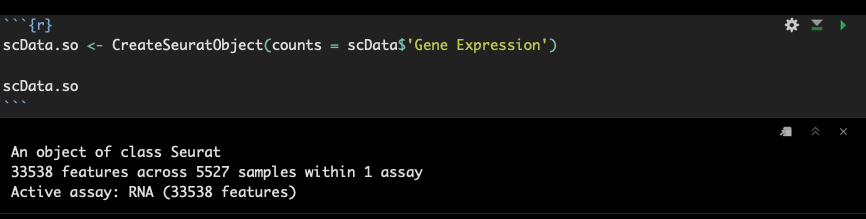 ```{r}
scData.so <- CreateSeuratObject(counts = scData$'Gene Expression')
scData.so
```
An object of class Seurat
33538 features across 5527 samples within 1 assay
Active assay: RNA (33538 features)